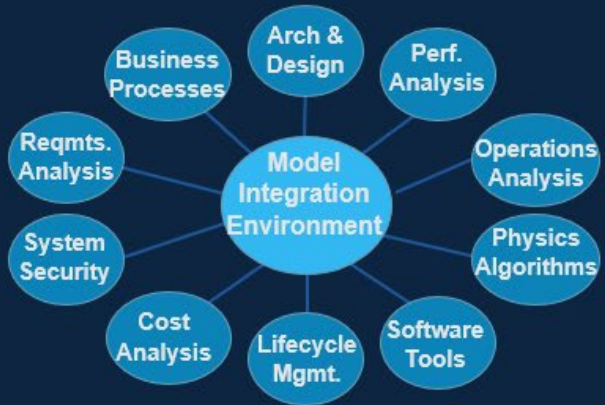 Arch &
Design
Perf.
Analysis
Operations
Analysis
Physics
Algorithms
Software
Tools
Lifecycle
Mgmt.
Cost
Analysis
System
Security
Reqmts.
Analysis
Business
Processes
Model
Integration
Environment